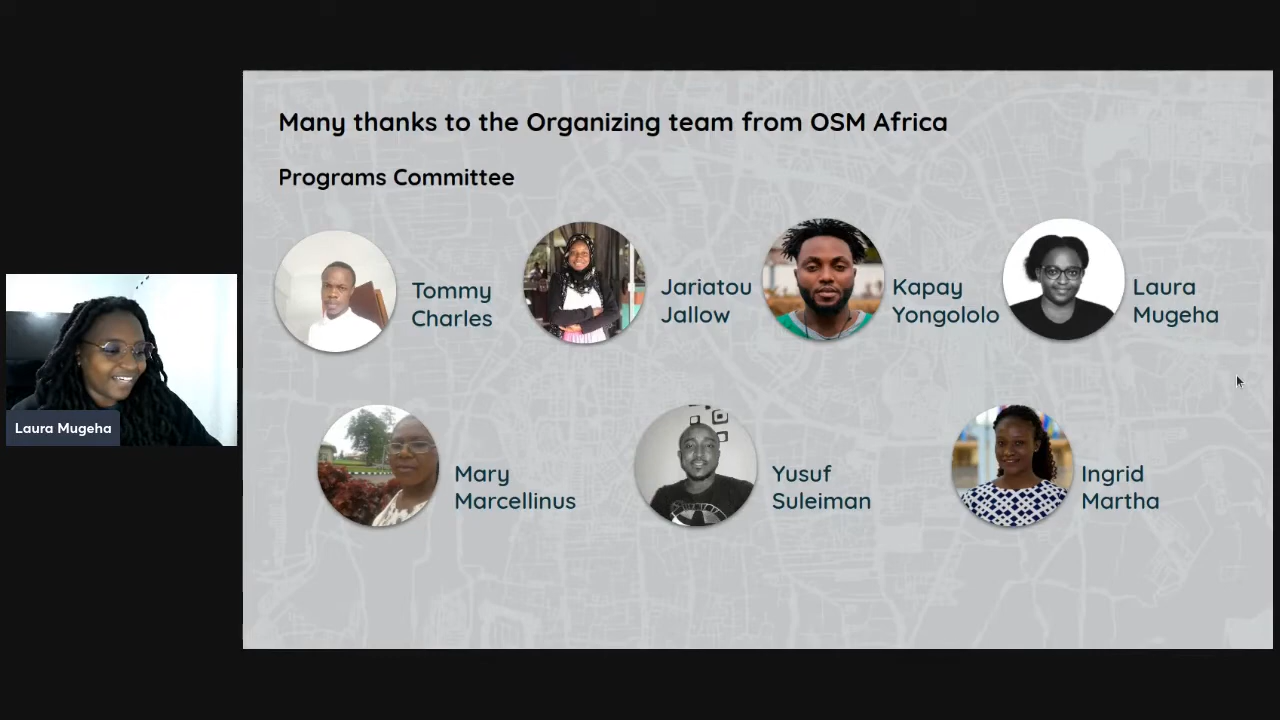 Many thanks to the Organizing team from OSM Africa
Programs Committee
Tommy
Charles
Jariatou
Jallow
Kapay
Yongololo
Laura
Mugeha
Mary
Marcellinus
Yusuf
Suleiman
Ingrid
Martha
Laura Mugeha